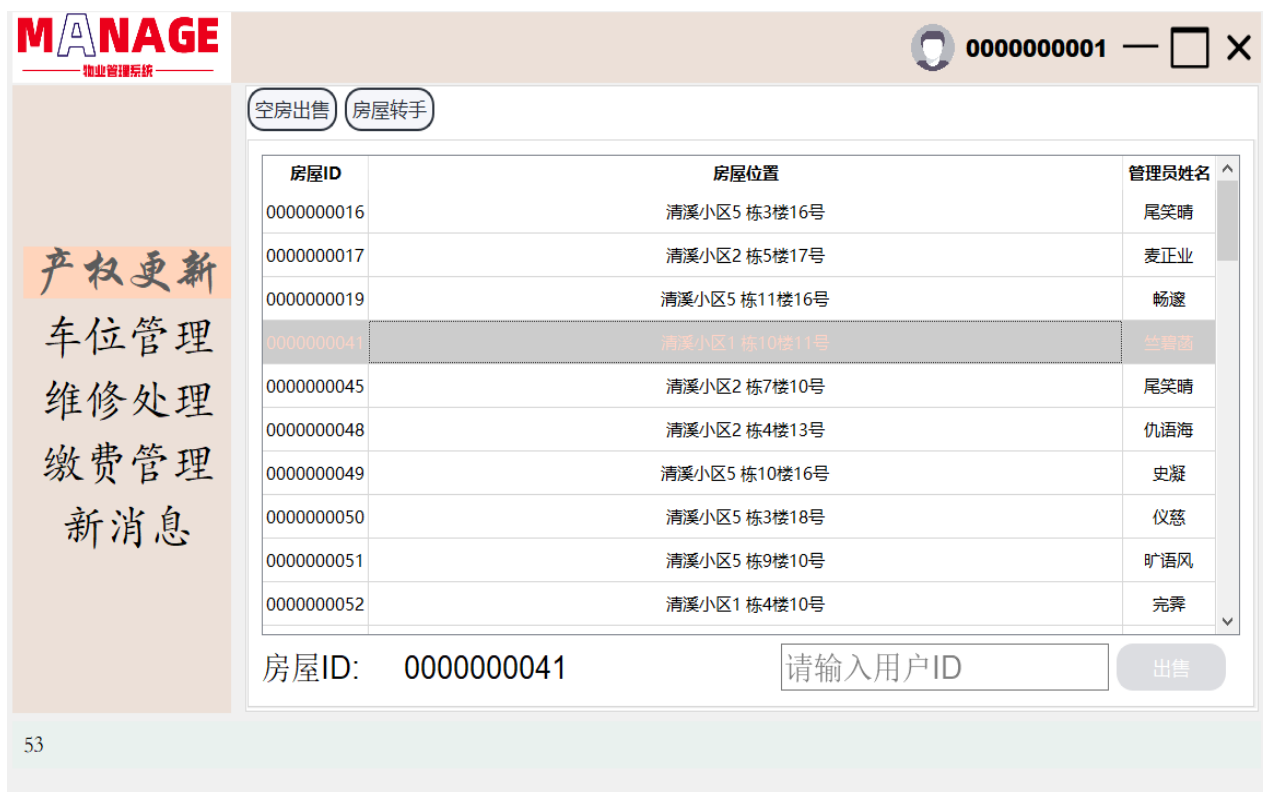 MANAGE
物业管理系统
0000000001
空房出售 房屋转手
产权更新
车位管理
维修处理
缴费管理
新消息
房屋ID 房屋位置 管理员姓名
0000000016 清溪小区5 栋3楼16号 尾笑晴
0000000017 清溪小区2 栋5楼17号 麦正业
0000000019 清溪小区5 栋11楼16号 畅邃
0000000041 清溪小区1 栋10楼11号 竺碧菡
0000000045 清溪小区2 栋7楼10号 尾笑晴
0000000048 清溪小区2 栋4楼13号 仇语海
0000000049 清溪小区5 栋10楼16号 史凝
0000000050 清溪小区5 栋3楼18号 仪慈
0000000051 清溪小区5 栋9楼10号 旷语风
0000000052 清溪小区1 栋4楼10号 完霁
房屋ID: 0000000041 请输入用户ID 出售
53